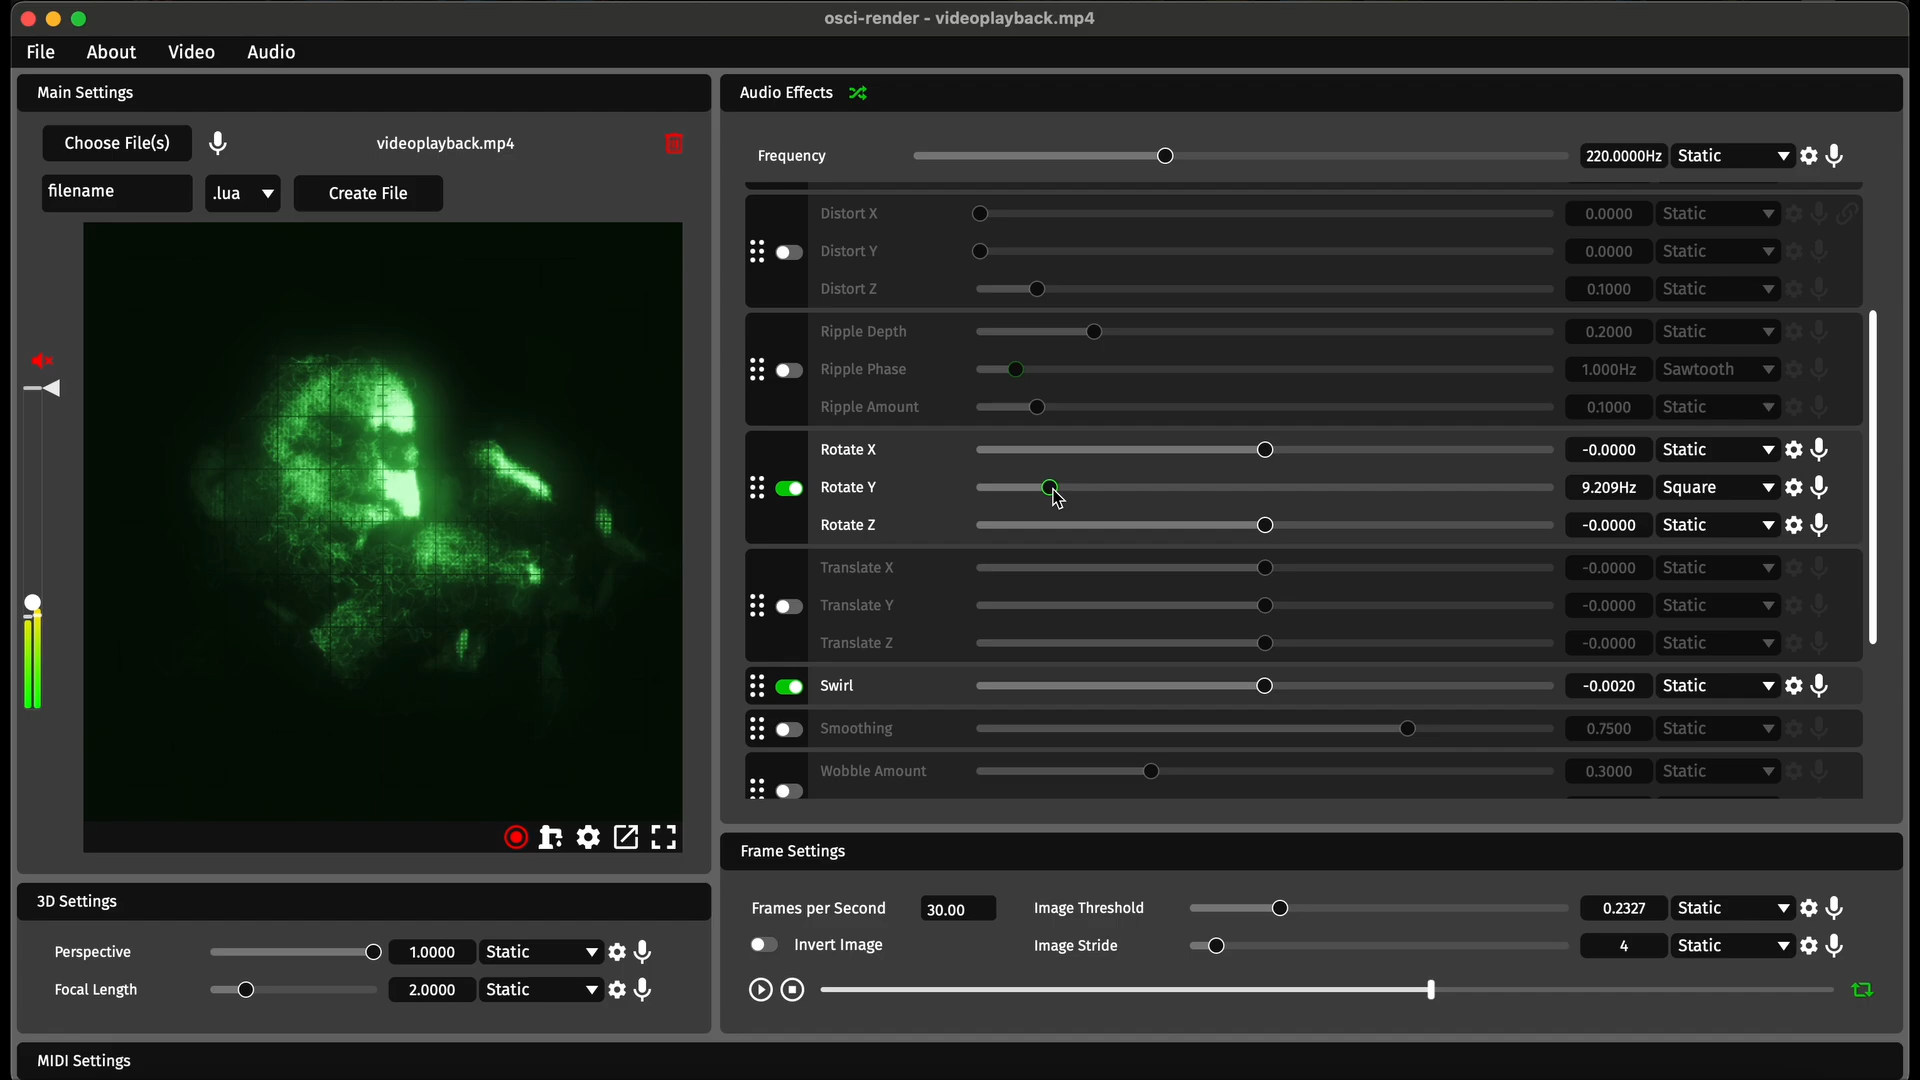 osci-render - videoplayback.mp4
File About Video Audio
Main Settings
Choose File(s) videoplayback.mp4
filename .lua Create File
Audio Effects
Frequency 220.0000Hz Static
Distort X 0.0000 Static
Distort Y 0.0000 Static
Distort Z 0.1000 Static
Ripple Depth 0.2000 Static
Ripple Phase 1.000Hz Sawtooth
Ripple Amount 0.1000 Static
Rotate X -0.0000 Static
Rotate Y 9.209Hz Square
Rotate Z -0.0000 Static
Translate X -0.0000 Static
Translate Y -0.0000 Static
Translate Z -0.0000 Static
Swirl -0.0020 Static
Smoothing 0.7500 Static
Wobble Amount 0.3000 Static
3D Settings
Perspective 1.0000 Static
Focal Length 2.0000 Static
Frame Settings
Frames per Second 30.00 Image Threshold 0.2327 Static
Invert Image Image Stride 4 Static
MIDI Settings